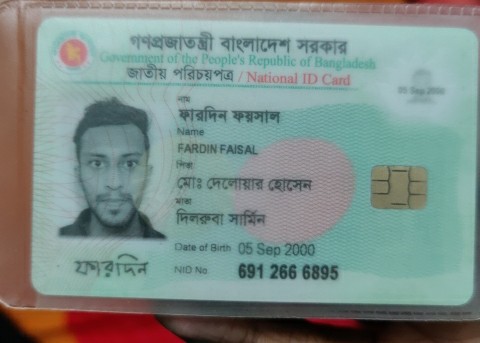 গণপ্রজাতন্ত্রী বাংলাদেশ সরকার
Government of the People's Republic of Bangladesh
জাতীয় পরিচয়পত্র / National ID Card
05 Sep 2000
নাম
ফারদিন ফয়সাল
Name
FARDIN FAISAL
পিতা
মোঃ দেলোয়ার হোসেন
মাতা
দিলরুবা সার্মিন
Date of Birth 05 Sep 2000
ফারদিন
NID No. 691 266 6895